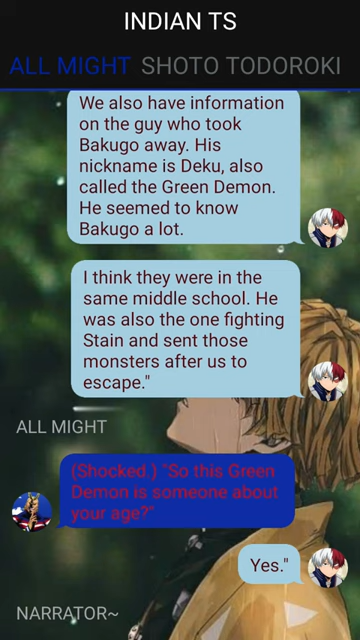 INDIAN TS
ALL MIGHT SHOTO TODOROKI
We also have information
on the guy who took
Bakugo away. His
nickname is Deku, also
called the Green Demon.
He seemed to know
Bakugo a lot.
I think they were in the
same middle school. He
was also the one fighting
Stain and sent those
monsters after us to
escape."
ALL MIGHT
(Shocked.) "So this Green
Demon is someone about
your age?"
Yes."
NARRATOR~